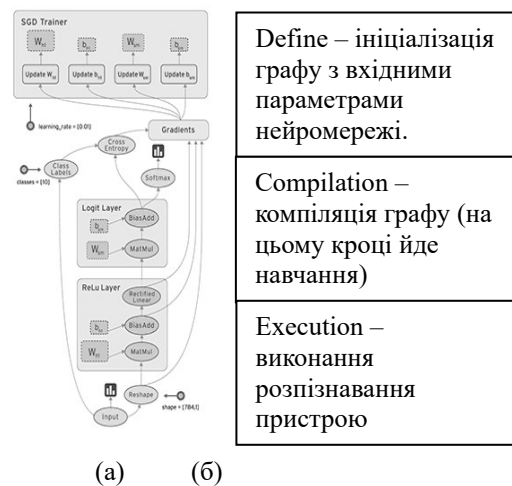 SGD Trainer
Update W
Update b
Update W
Update b
learning_rate = [0.01]
Gradients
Cross
Entropy
Class
Labels
classes = [10]
Softmax
Logit Layer
BiasAdd
MatMul
ReLu Layer
Rectified
Linear
BiasAdd
MatMul
Reshape
shape = [784,1]
Input
Define – ініціалізація
графу з вхідними
параметрами
нейромережі.
Compilation –
компіляція графу (на
цьому кроці йде
навчання)
Execution –
виконання
розпізнавання
пристрою
(а) (б)